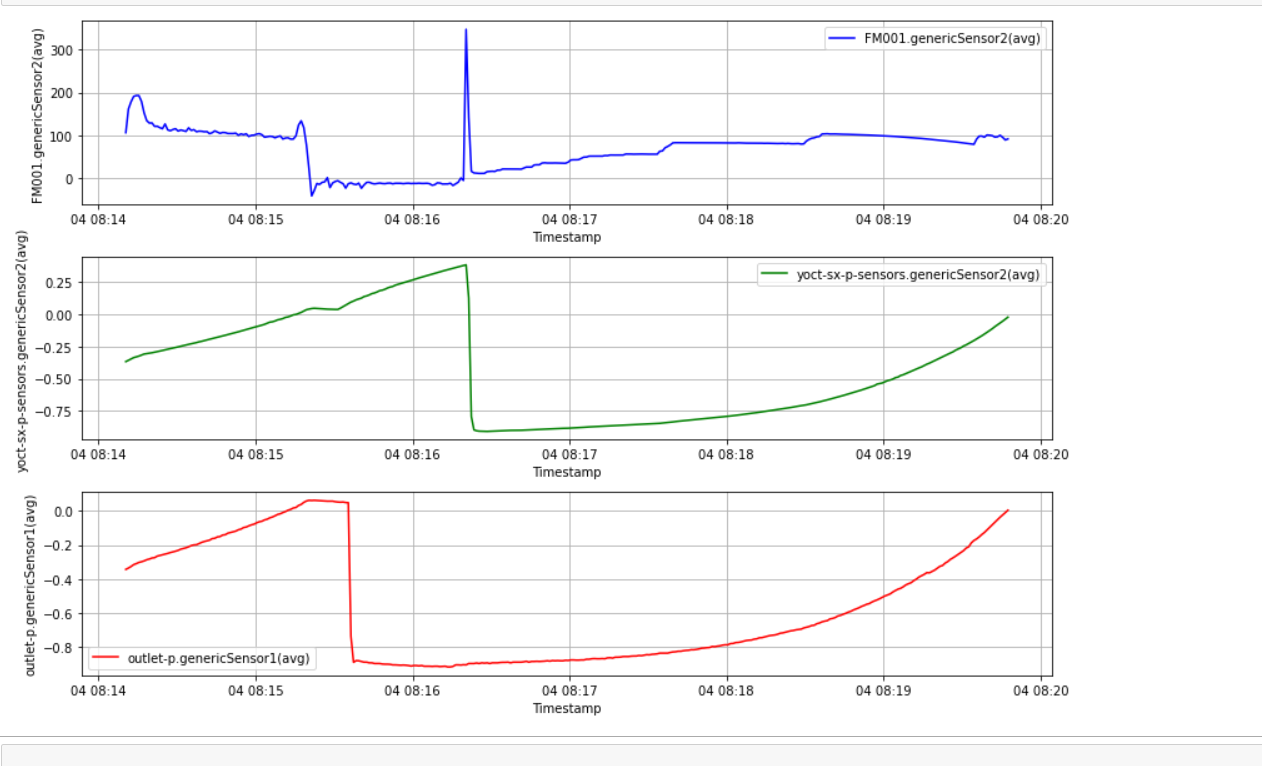 FM001.genericSensor2(avg)
FM001.genericSensor2(avg)
300
200
100
0
04 08:14 04 08:15 04 08:16 04 08:17 04 08:18 04 08:19 04 08:20
Timestamp
yoct-sx-p-sensors.genericSensor2(avg)
yoct-sx-p-sensors.genericSensor2(avg)
0.25
0.00
−0.25
−0.50
−0.75
04 08:14 04 08:15 04 08:16 04 08:17 04 08:18 04 08:19 04 08:20
Timestamp
outlet-p.genericSensor1(avg)
0.0
−0.2
−0.4
−0.6
−0.8
outlet-p.genericSensor1(avg)
04 08:14 04 08:15 04 08:16 04 08:17 04 08:18 04 08:19 04 08:20
Timestamp